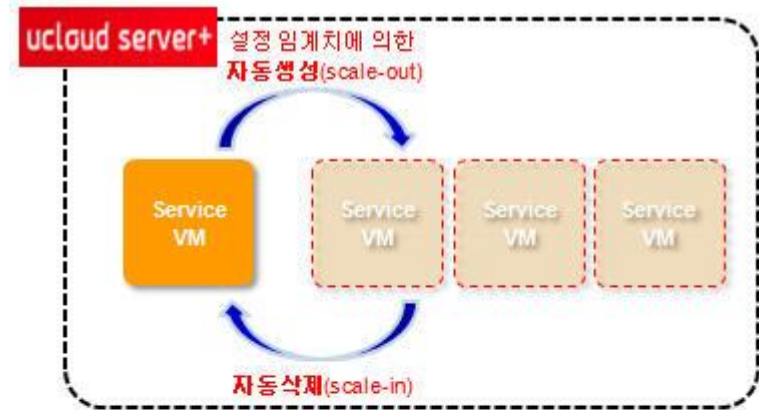 ucloud server+
설정 임계치에 의한
자동생성(scale-out)
Service
VM
Service
VM
Service
VM
Service
VM
자동삭제(scale-in)